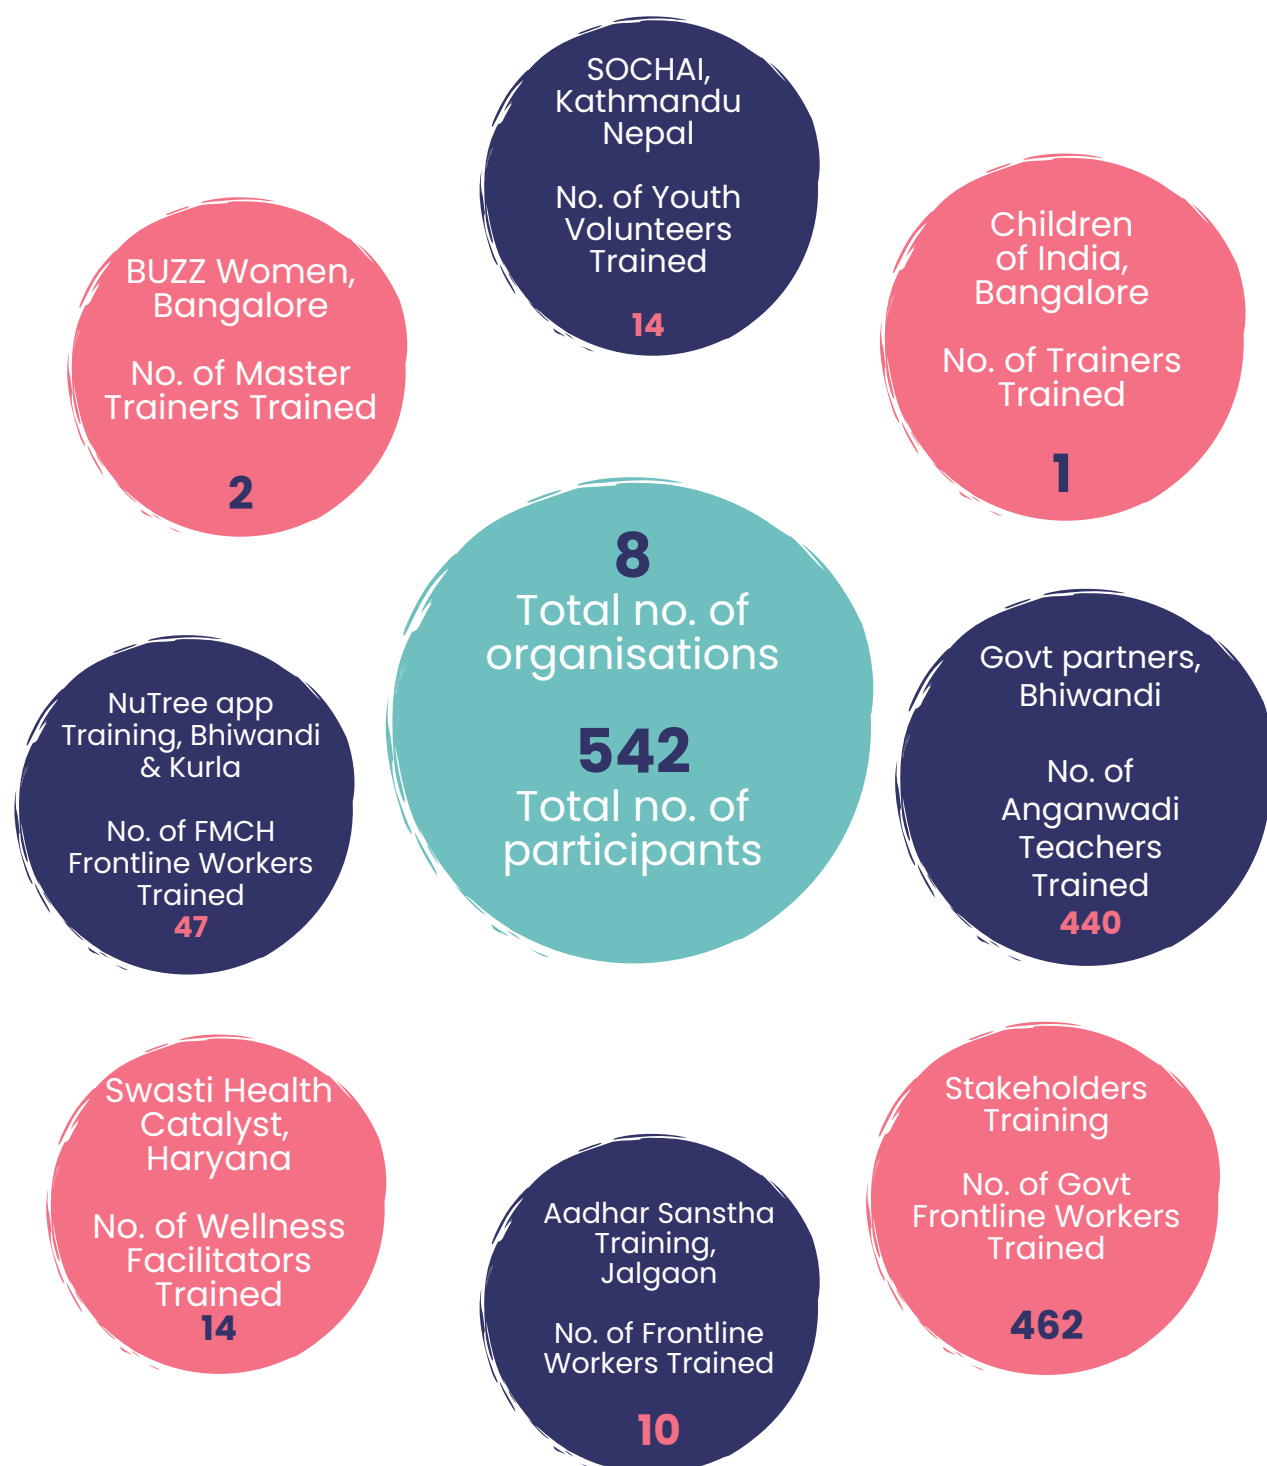 SOCHAI,
Kathmandu
Nepal
No. of Youth
Volunteers
Trained
14
BUZZ Women,
Bangalore
No. of Master
Trainers Trained
2
Children
of India,
Bangalore
No. of Trainers
Trained
1
8
Total no. of
organisations
542
Total no. of
participants
NuTree app
Training, Bhiwandi
& Kurla
No. of FMCH
Frontline Workers
Trained
47
Govt partners,
Bhiwandi
No. of
Anganwadi
Teachers
Trained
440
Swasti Health
Catalyst,
Haryana
No. of Wellness
Facilitators
Trained
14
Aadhar Sanstha
Training,
Jalgaon
No. of Frontline
Workers Trained
10
Stakeholders
Training
No. of Govt
Frontline Workers
Trained
462